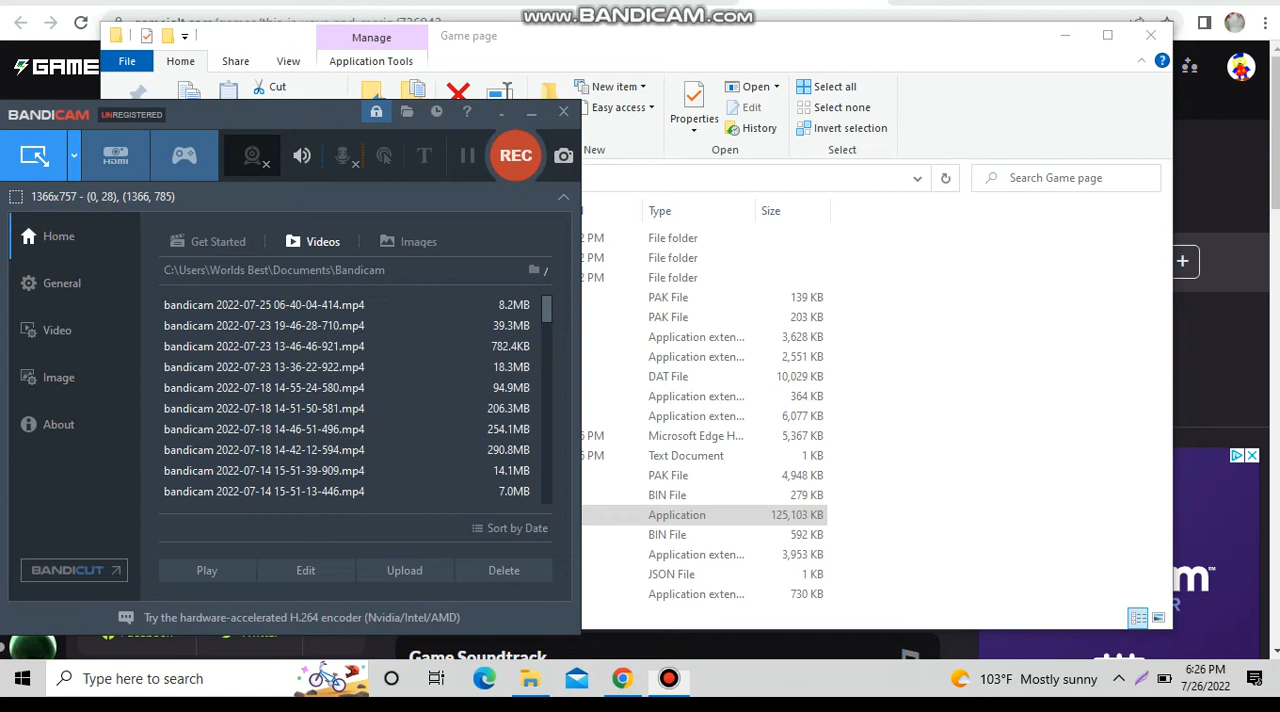 www.BANDICAM.com
gamejolt.com/games/
Manage
Game page
GAME
File
Home
Share
View
Application Tools
Cut
New item
Easy access
New
Properties
Open
Edit
History
Open
Select all
Select none
Invert selection
Select
BANDICAM
UNREGISTERED
HDMI
REC
Search Game page
1366x757 - (0, 28), (1366, 785)
Type
Size
Home
General
Video
Image
About
Get Started
Videos
Images
C:\Users\Worlds Best\Documents\Bandicam
/
bandicam 2022-07-25 06-40-04-414.mp4 8.2MB
bandicam 2022-07-23 19-46-28-710.mp4 39.3MB
bandicam 2022-07-23 13-46-46-921.mp4 782.4KB
bandicam 2022-07-23 13-36-22-922.mp4 18.3MB
bandicam 2022-07-18 14-55-24-580.mp4 94.9MB
bandicam 2022-07-18 14-51-50-581.mp4 206.3MB
bandicam 2022-07-18 14-46-51-496.mp4 254.1MB
bandicam 2022-07-18 14-42-12-594.mp4 290.8MB
bandicam 2022-07-14 15-51-39-909.mp4 14.1MB
bandicam 2022-07-14 15-51-13-446.mp4 7.0MB
Sort by Date
BANDICUT
Play
Edit
Upload
Delete
Try the hardware-accelerated H.264 encoder (Nvidia/Intel/AMD)
PM File folder
PM File folder
PM File folder
PAK File 139 KB
PAK File 203 KB
Application exten... 3,628 KB
Application exten... 2,551 KB
DAT File 10,029 KB
Application exten... 364 KB
Application exten... 6,077 KB
PM Microsoft Edge H... 5,367 KB
PM Text Document 1 KB
PAK File 4,948 KB
BIN File 279 KB
Application 125,103 KB
BIN File 592 KB
Application exten... 3,953 KB
JSON File 1 KB
Application exten... 730 KB
Game Soundtrack
Type here to search
103°F Mostly sunny
6:26 PM
7/26/2022